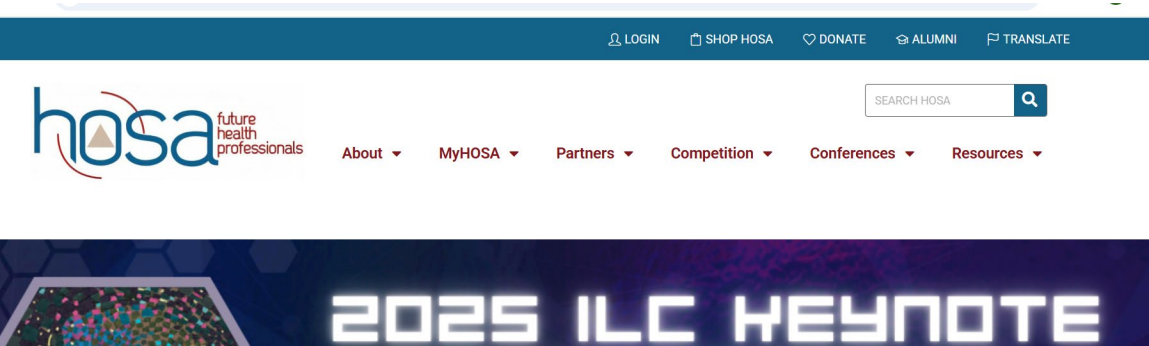 LOGIN SHOP HOSA DONATE ALUMNI TRANSLATE
SEARCH HOSA
hosa future health professionals
About MyHOSA Partners Competition Conferences Resources
2025 ILC KEYNOTE